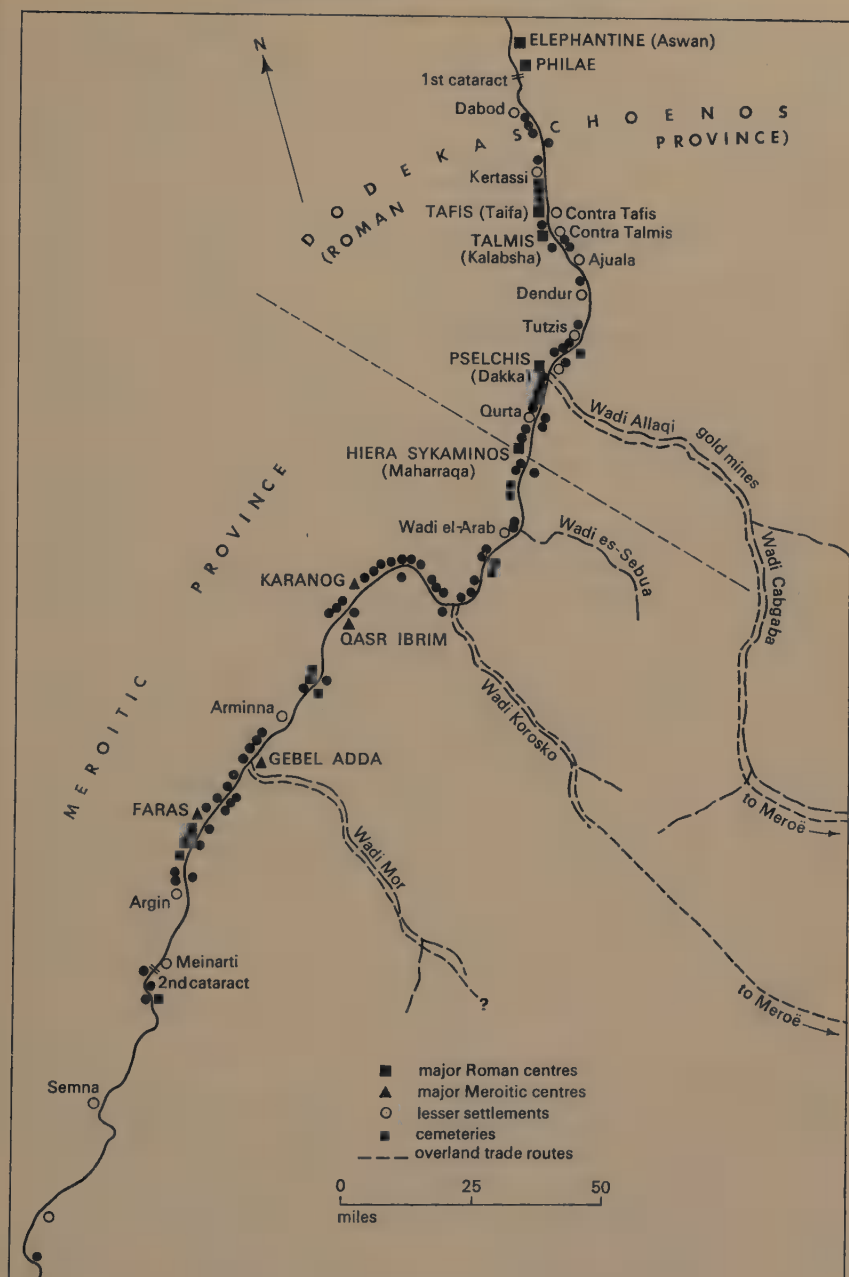 N
ELEPHANTINE (Aswan)
PHILAE
1st cataract
Dabod
DODEKASCHOENOS
(ROMAN PROVINCE)
Kertassi
TAFIS (Taifa)
Contra Tafis
Contra Talmis
TALMIS
(Kalabsha)
Ajuala
Dendur
Tutzis
PSELCHIS
(Dakka)
Qurta
Wadi Allaqi
gold mines
HIERA SYKAMINOS
(Maharraqa)
Wadi el-Arab
Wadi es-Sebua
Wadi Cabgaba
MEROITIC PROVINCE
KARANOG
QASR IBRIM
Wadi Korosko
Arminna
GEBEL ADDA
to Meroë
FARAS
Wadi Mor
Argin
Meinarti
2nd cataract
?
to Meroë
Semna
major Roman centres
major Meroitic centres
lesser settlements
cemeteries
overland trade routes
0 25 50
miles